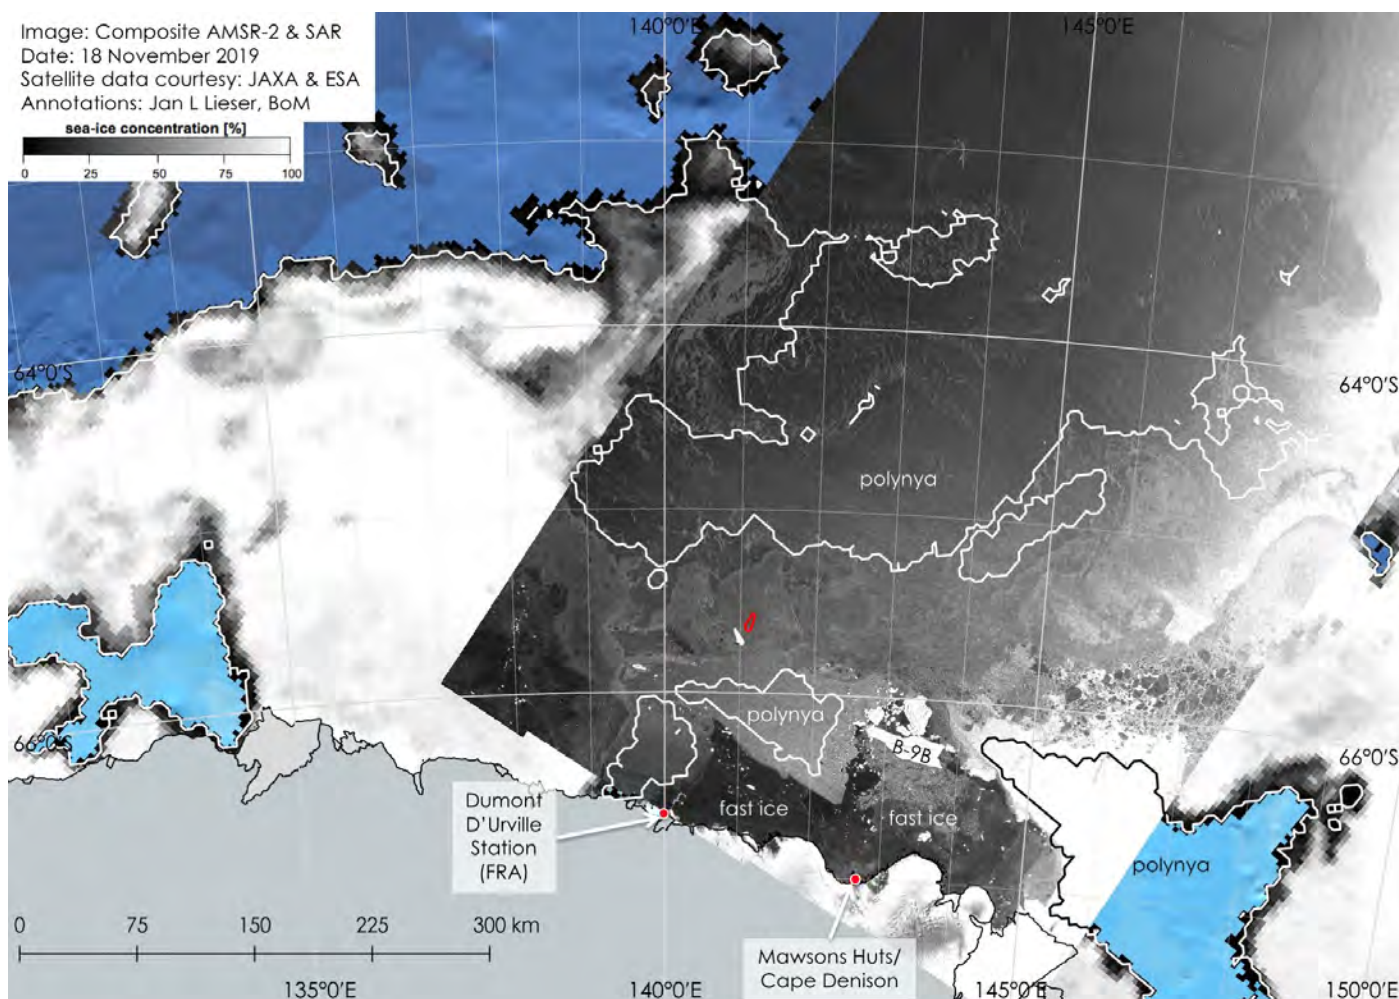 Image: Composite AMSR-2 & SAR
Date: 18 November 2019
Satellite data courtesy: JAXA & ESA
Annotations: Jan L Lieser, BoM
sea-ice concentration [%]
0 25 50 75 100
140°0'E
145°0'E
64°0'S
64°0'S
polynya
polynya
B-9B
66°0'S
66°0'S
Dumont
D'Urville
Station
(FRA)
fast ice
fast ice
polynya
0 75 150 225 300 km
Mawsons Huts/
Cape Denison
135°0'E
140°0'E
145°0'E
150°0'E